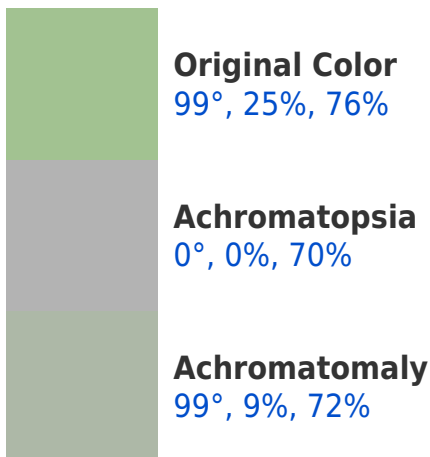 Original Color
99°, 25%, 76%
Achromatopsia
0°, 0%, 70%
Achromatomaly
99°, 9%, 72%